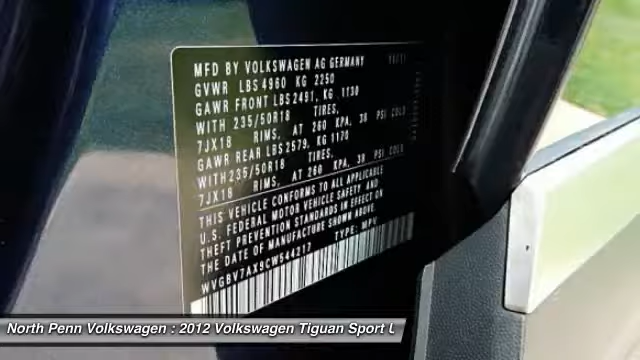 MFD BY VOLKSWAGEN AG GERMANY 11/11
GVWR LBS 4960 KG 2250
GAWR FRONT LBS 2491, KG 1130
WITH 235/50R18 TIRES,
7JX18 RIMS, AT 260 KPA, 38 PSI COLD
GAWR REAR LBS 2579, KG 1170
WITH 235/50R18 TIRES,
7JX18 RIMS, AT 260 KPA, 38 PSI COLD
THIS VEHICLE CONFORMS TO ALL APPLICABLE
U.S. FEDERAL MOTOR VEHICLE SAFETY AND
THEFT PREVENTION STANDARDS IN EFFECT ON
THE DATE OF MANUFACTURE SHOWN ABOVE.
WVGBV7AX9CW544217 TYPE: MPV
North Penn Volkswagen : 2012 Volkswagen Tiguan Sport U